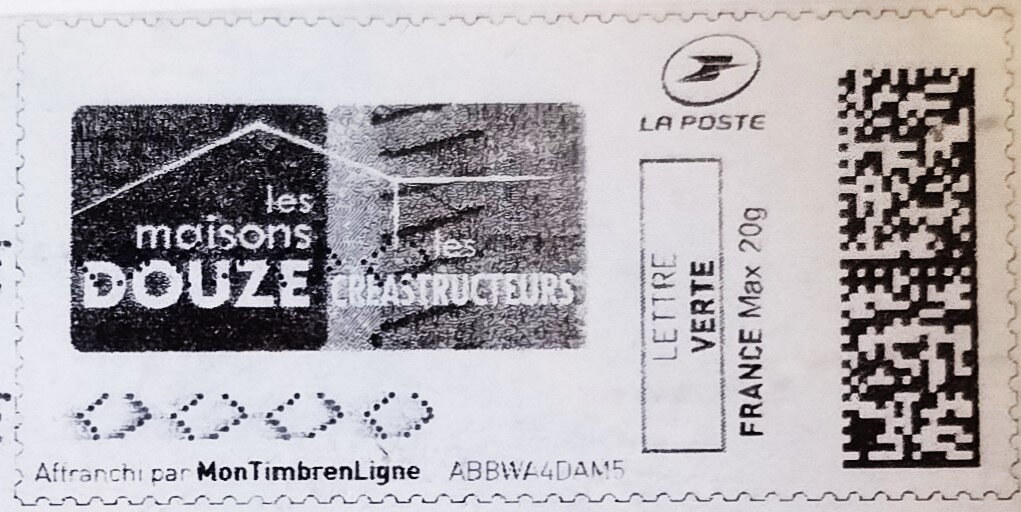 les
maisons
DOUZE
les
CRÉASTRUCTEURS
LA POSTE
LETTRE
VERTE
FRANCE Max 20g
Affranchi par MonTimbrenLigne ABBWA4DAM5